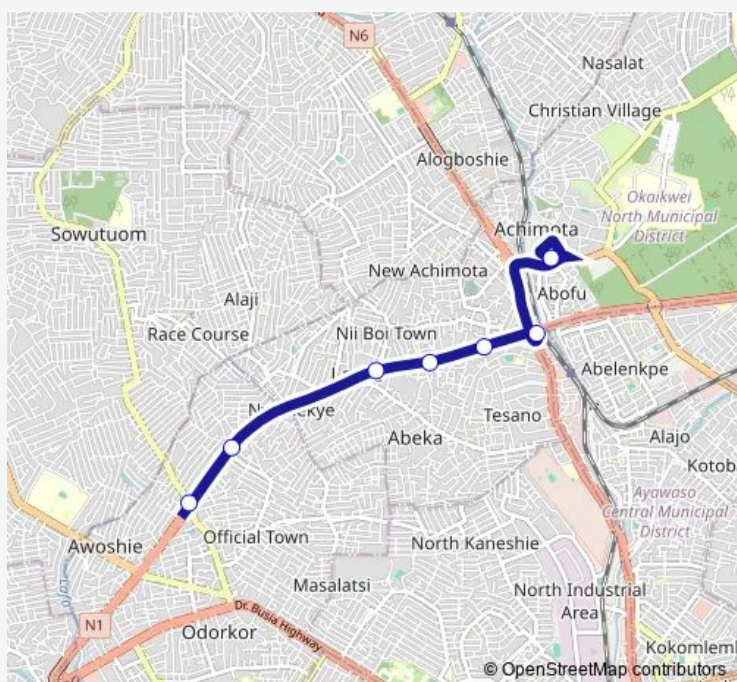 N6
Nasalat
Christian Village
Alogboshie
Okaikwei
North Municipal
District
Achimota
Sowutuom
New Achimota
Abofu
Alaji
Race Course
Nii Boi Town
Abelenkpe
Tesano
Abeka
Alajo
Kotob
Ayawaso
Central Municipal
District
Official Town
Awoshie
North Kaneshie
Masalatsi
North Industrial
Area
Lafa
Dr. Busia Highway
N1
Odorkor
Kokomleml
© OpenStreetMap contributors